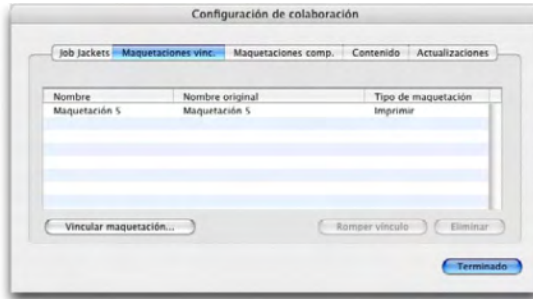 Configuración de colaboración
Job Jackets Maquetaciones vinc. Maquetaciones comp. Contenido Actualizaciones
Nombre Nombre original Tipo de maquetación
Maquetación 5 Maquetación 5 Imprimir
Vincular maquetación... Romper vínculo Eliminar
Terminado